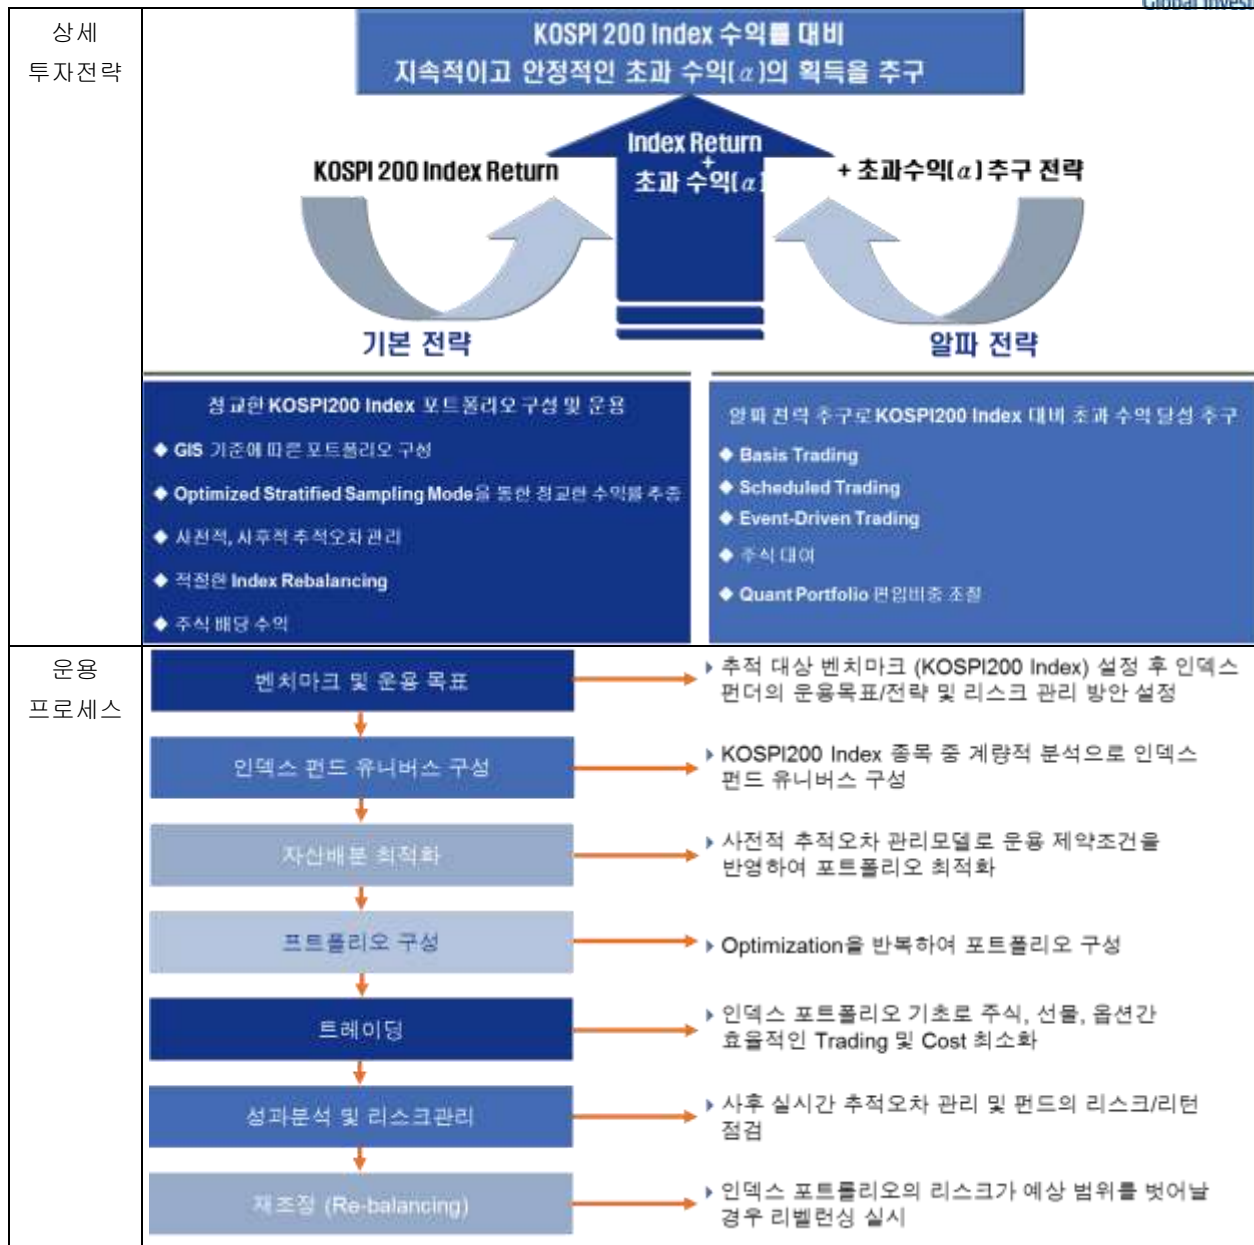 Global Invest
상세
투자전략
KOSPI 200 Index 수익률 대비
지속적이고 안정적인 초과 수익(α)의 획득을 추구
Index Return
+
초과 수익(α)
KOSPI 200 Index Return
+ 초과수익(α) 추구 전략
기본 전략
알파 전략
정교한 KOSPI200 Index 포트폴리오 구성 및 운용
◆ GIS 기준에 따른 포트폴리오 구성
◆ Optimized Stratified Sampling Mode을 통한 정교한 수익률 추종
◆ 사전적, 사후적 추적오차 관리
◆ 적절한 Index Rebalancing
◆ 주식 배당 수익
알파 전략 추구로 KOSPI200 Index 대비 초과 수익 달성 추구
◆ Basis Trading
◆ Scheduled Trading
◆ Event-Driven Trading
◆ 주식 대여
◆ Quant Portfolio 편입비중 조절
운용
프로세스
벤치마크 및 운용 목표
추적 대상 벤치마크 (KOSPI200 Index) 설정 후 인덱스
펀더의 운용목표/전략 및 리스크 관리 방안 설정
인덱스 펀드 유니버스 구성
KOSPI200 Index 종목 중 계량적 분석으로 인덱스
펀드 유니버스 구성
자산배분 최적화
사전적 추적오차 관리모델로 운용 제약조건을
반영하여 포트폴리오 최적화
프트폴리오 구성
Optimization을 반복하여 포트폴리오 구성
트레이딩
인덱스 포트폴리오 기초로 주식, 선물, 옵션간
효율적인 Trading 및 Cost 최소화
성과분석 및 리스크관리
사후 실시간 추적오차 관리 및 펀드의 리스크/리턴
점검
재조정 (Re-balancing)
인덱스 포트폴리오의 리스크가 예상 범위를 벗어날
경우 리벨런싱 실시